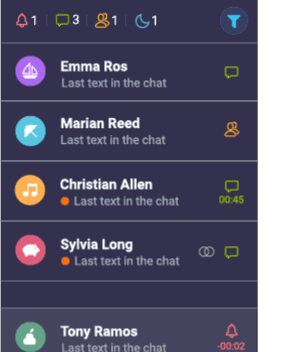 1 3 1 1
Emma Ros
Last text in the chat
Marian Reed
Last text in the chat
Christian Allen
Last text in the chat
00:45
Sylvia Long
Last text in the chat
Tony Ramos
Last text in the chat
-00:02